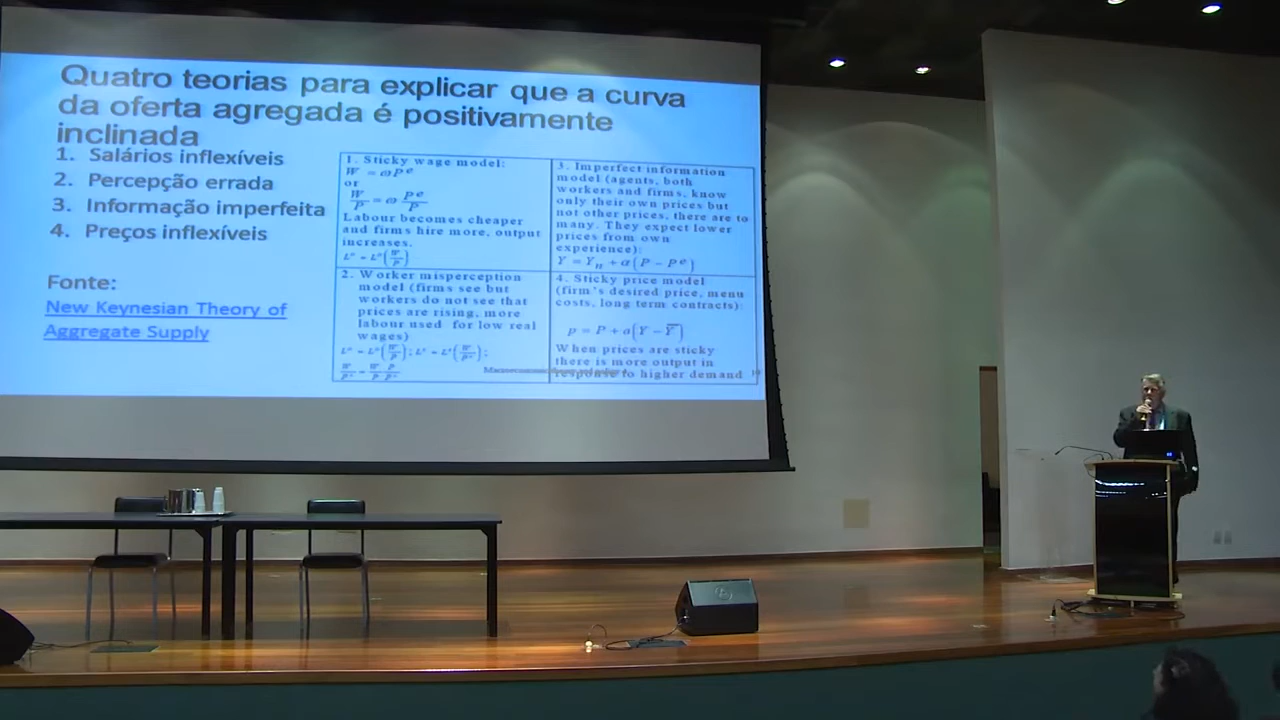 Quatro teorias para explicar que a curva
da oferta agregada é positivamente
inclinada
1. Salários inflexíveis
2. Percepção errada
3. Informação imperfeita
4. Preços inflexíveis
Fonte:
New Keynesian Theory of
Aggregate Supply
1. Sticky wage model:
W = ωPᵉ
or
W/P = ω Pᵉ/P
Labour becomes cheaper
and firms hire more, output
increases.
2. Worker misperception
model (firms see but
workers do not see that
prices are rising, more
labour used for low real
wages)
3. Imperfect information
model (agents, both
workers and firms, know
only their own prices but
not other prices, there are to
many. They expect lower
prices from own
experience):
Y = Yₙ + α(P − Pᵉ)
4. Sticky price model
(firm's desired price, menu
costs, long term contracts):
p = P + a(Y − Y̅)
When prices are sticky
there is more output in
response to higher demand